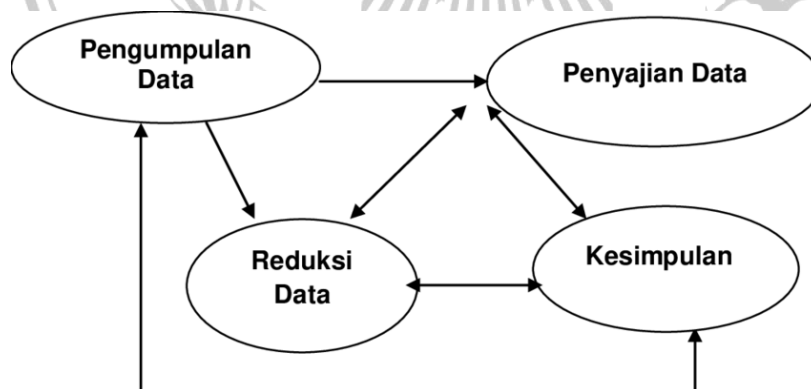 Pengumpulan
Data
Penyajian Data
Reduksi
Data
Kesimpulan